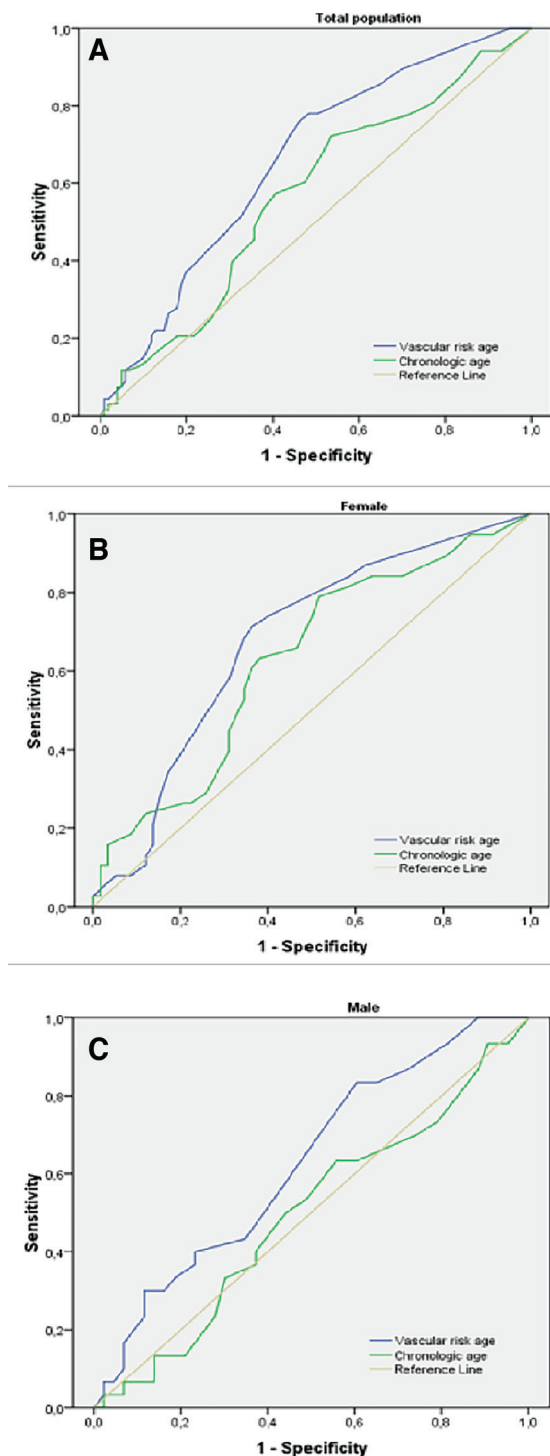 Total population
A
1,0
0,8
0,6
0,4
0,2
0,0
Sensitivity
Vascular risk age
Chronologic age
Reference Line
0,0 0,2 0,4 0,6 0,8 1,0
1 - Specificity
Female
B
1,0
0,8
0,6
0,4
0,2
0,0
Sensitivity
Vascular risk age
Chronologic age
Reference Line
0,0 0,2 0,4 0,6 0,8 1,0
1 - Specificity
Male
C
1,0
0,8
0,6
0,4
0,2
0,0
Sensitivity
Vascular risk age
Chronologic age
Reference Line
0,0 0,2 0,4 0,6 0,8 1,0
1 - Specificity